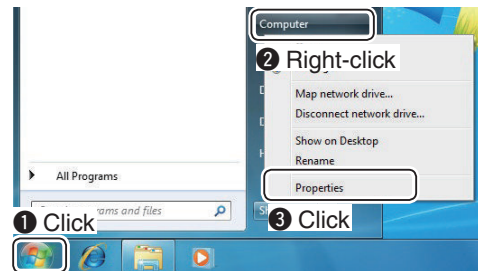 Computer
❷ Right-click
Map network drive...
Disconnect network drive...
Show on Desktop
Rename
All Programs
Properties
programs and files
❶ Click
❸ Click